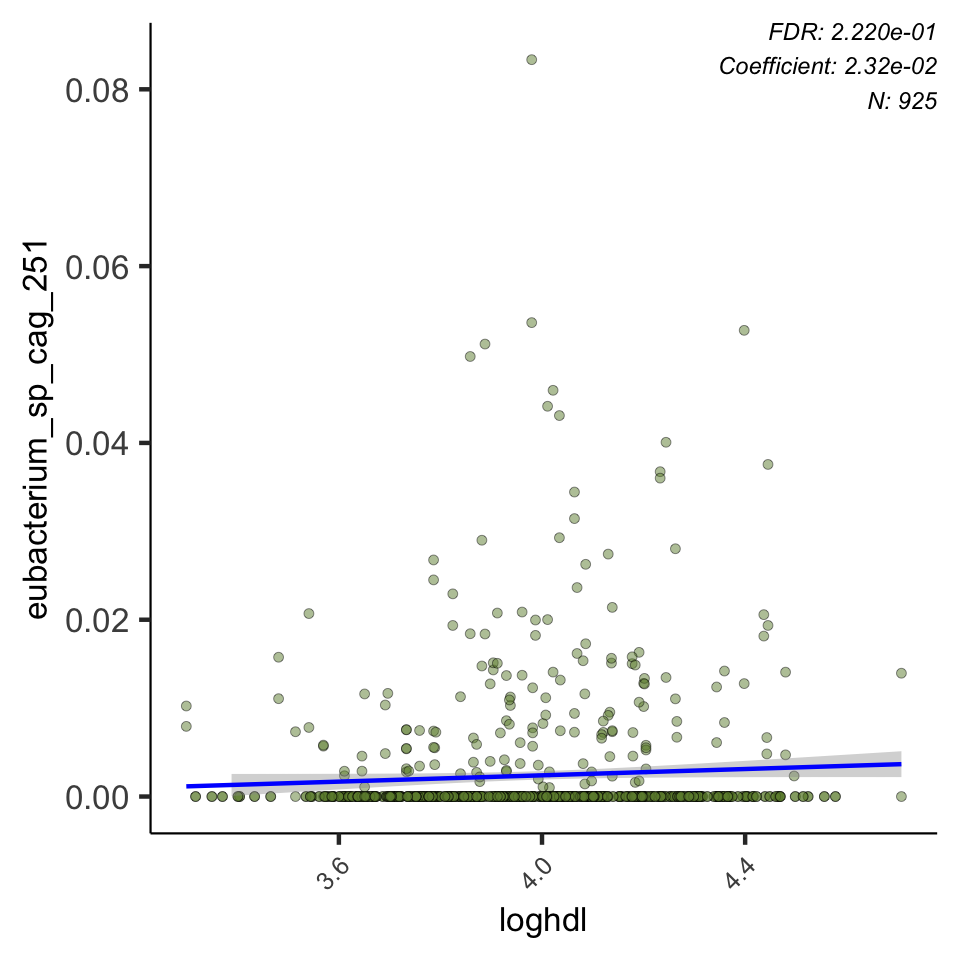 FDR: 2.220e-01
Coefficient: 2.32e-02
N: 925
eubacterium_sp_cag_251
0.08
0.06
0.04
0.02
0.00
3.6
4.0
4.4
loghdl